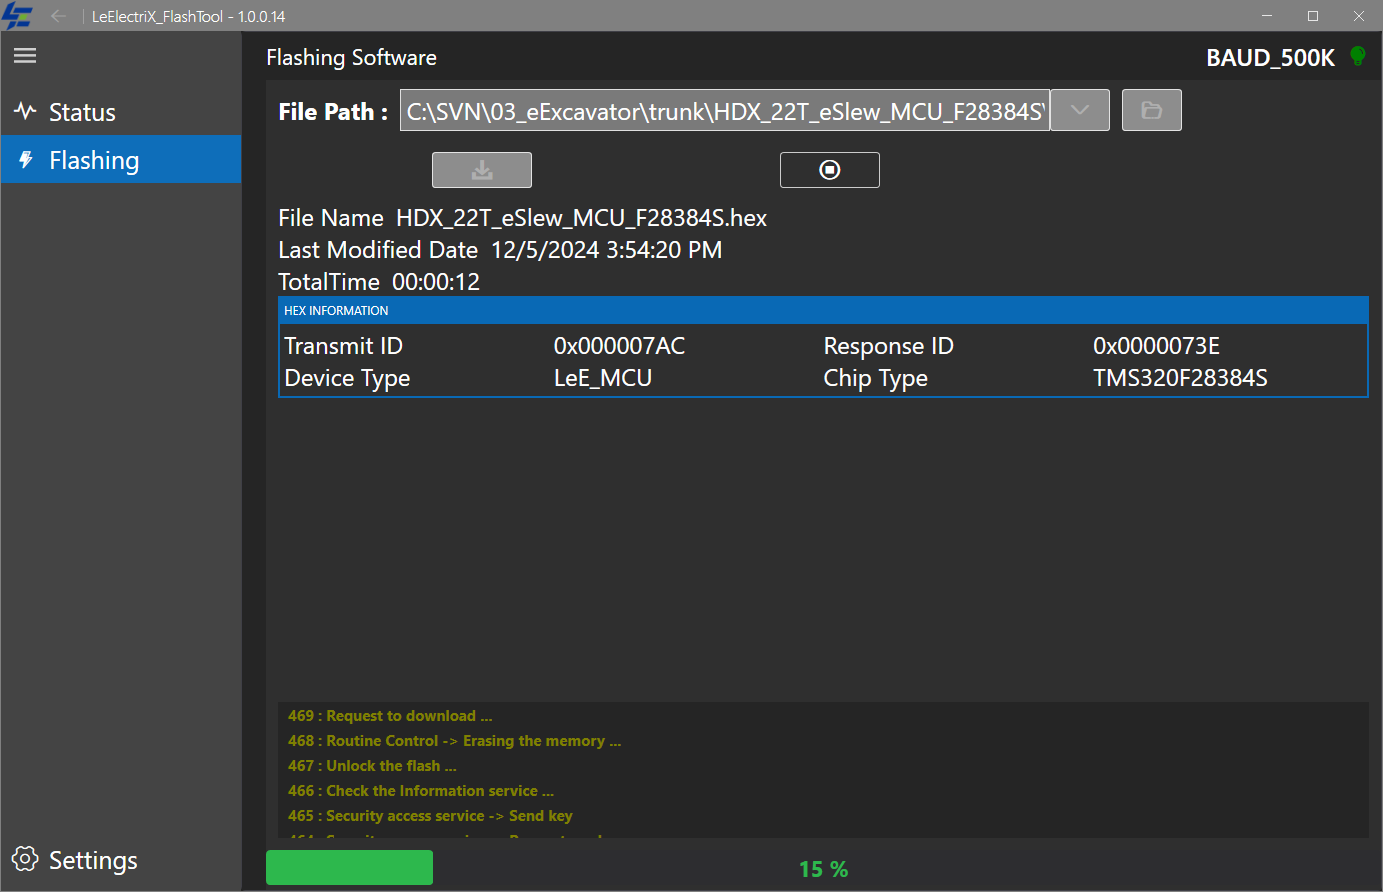 LeElectriX_FlashTool - 1.0.0.14
Flashing Software
BAUD_500K
Status
Flashing
File Path : C:\SVN\03_eExcavator\trunk\HDX_22T_eSlew_MCU_F28384S\
File Name HDX_22T_eSlew_MCU_F28384S.hex
Last Modified Date 12/5/2024 3:54:20 PM
TotalTime 00:00:12
HEX INFORMATION
Transmit ID 0x000007AC Response ID 0x0000073E
Device Type LeE_MCU Chip Type TMS320F28384S
469 : Request to download ...
468 : Routine Control -> Erasing the memory ...
467 : Unlock the flash ...
466 : Check the Information service ...
465 : Security access service -> Send key
Settings
15 %